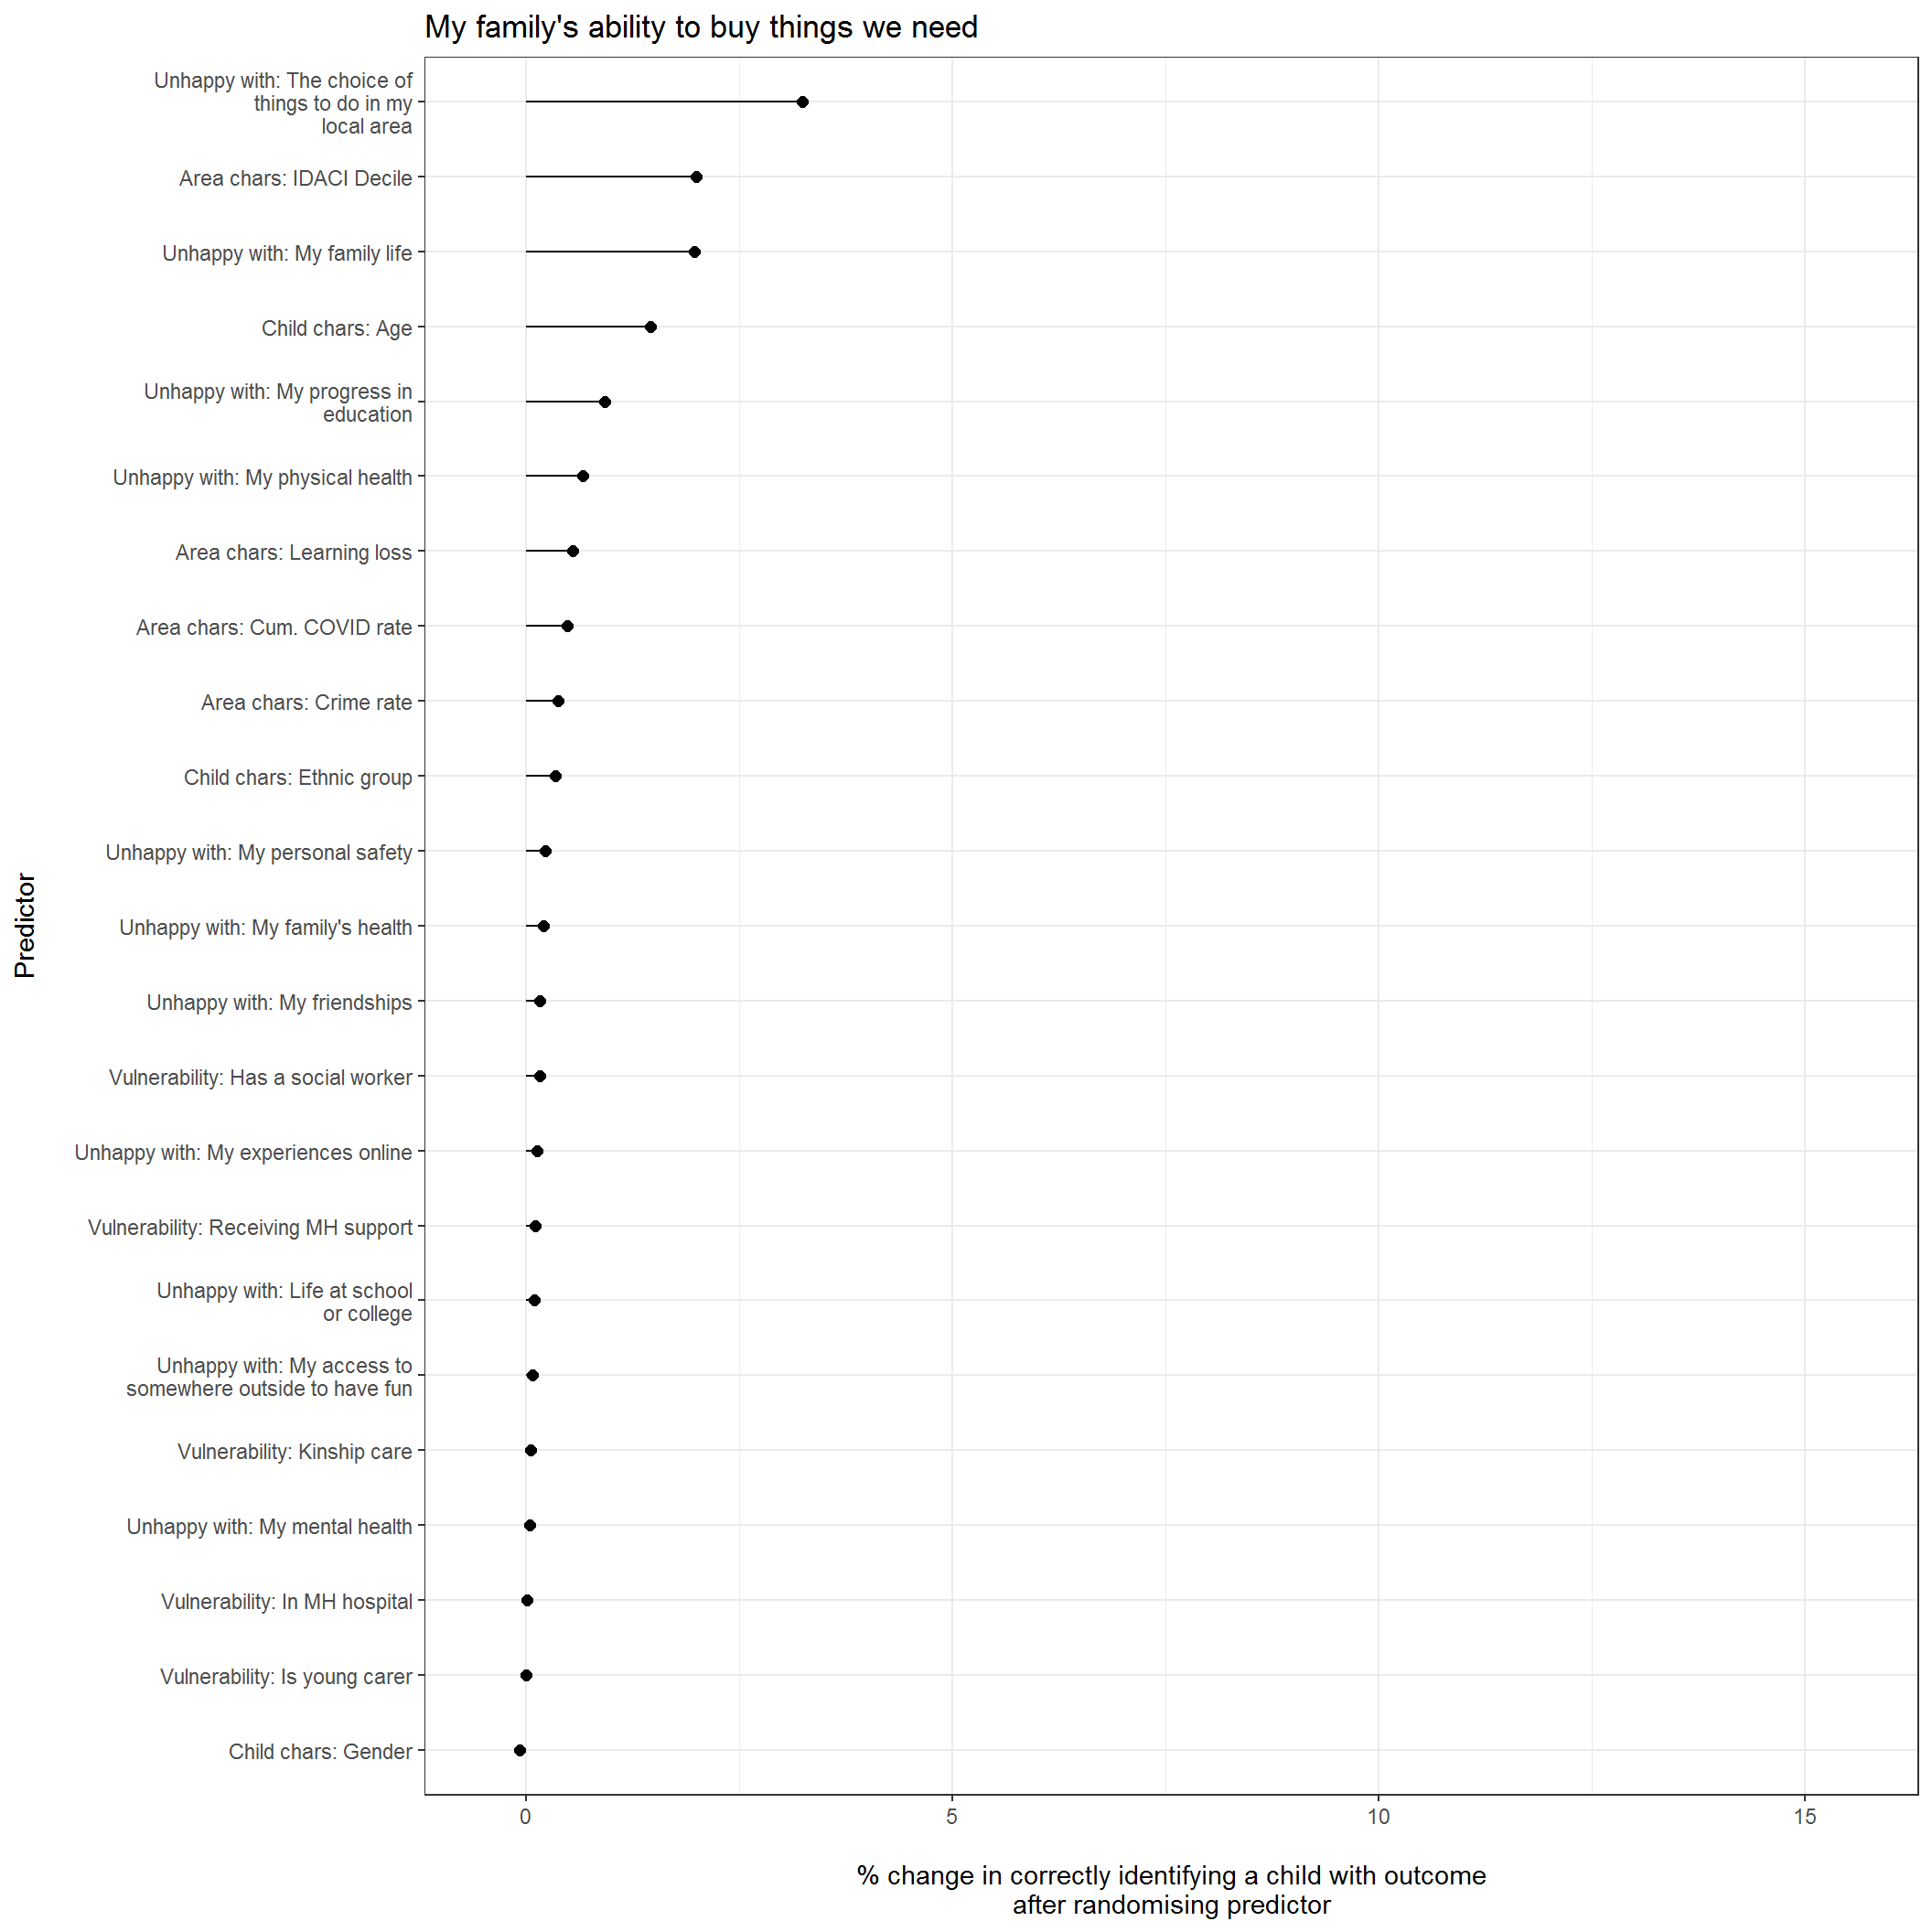 My family's ability to buy things we need
Unhappy with: The choice of
things to do in my
local area
Area chars: IDACI Decile
Unhappy with: My family life
Child chars: Age
Unhappy with: My progress in
education
Unhappy with: My physical health
Area chars: Learning loss
Area chars: Cum. COVID rate
Area chars: Crime rate
Child chars: Ethnic group
Unhappy with: My personal safety
Unhappy with: My family's health
Unhappy with: My friendships
Vulnerability: Has a social worker
Unhappy with: My experiences online
Vulnerability: Receiving MH support
Unhappy with: Life at school
or college
Unhappy with: My access to
somewhere outside to have fun
Vulnerability: Kinship care
Unhappy with: My mental health
Vulnerability: In MH hospital
Vulnerability: Is young carer
Child chars: Gender
Predictor
0 5 10 15
% change in correctly identifying a child with outcome
after randomising predictor